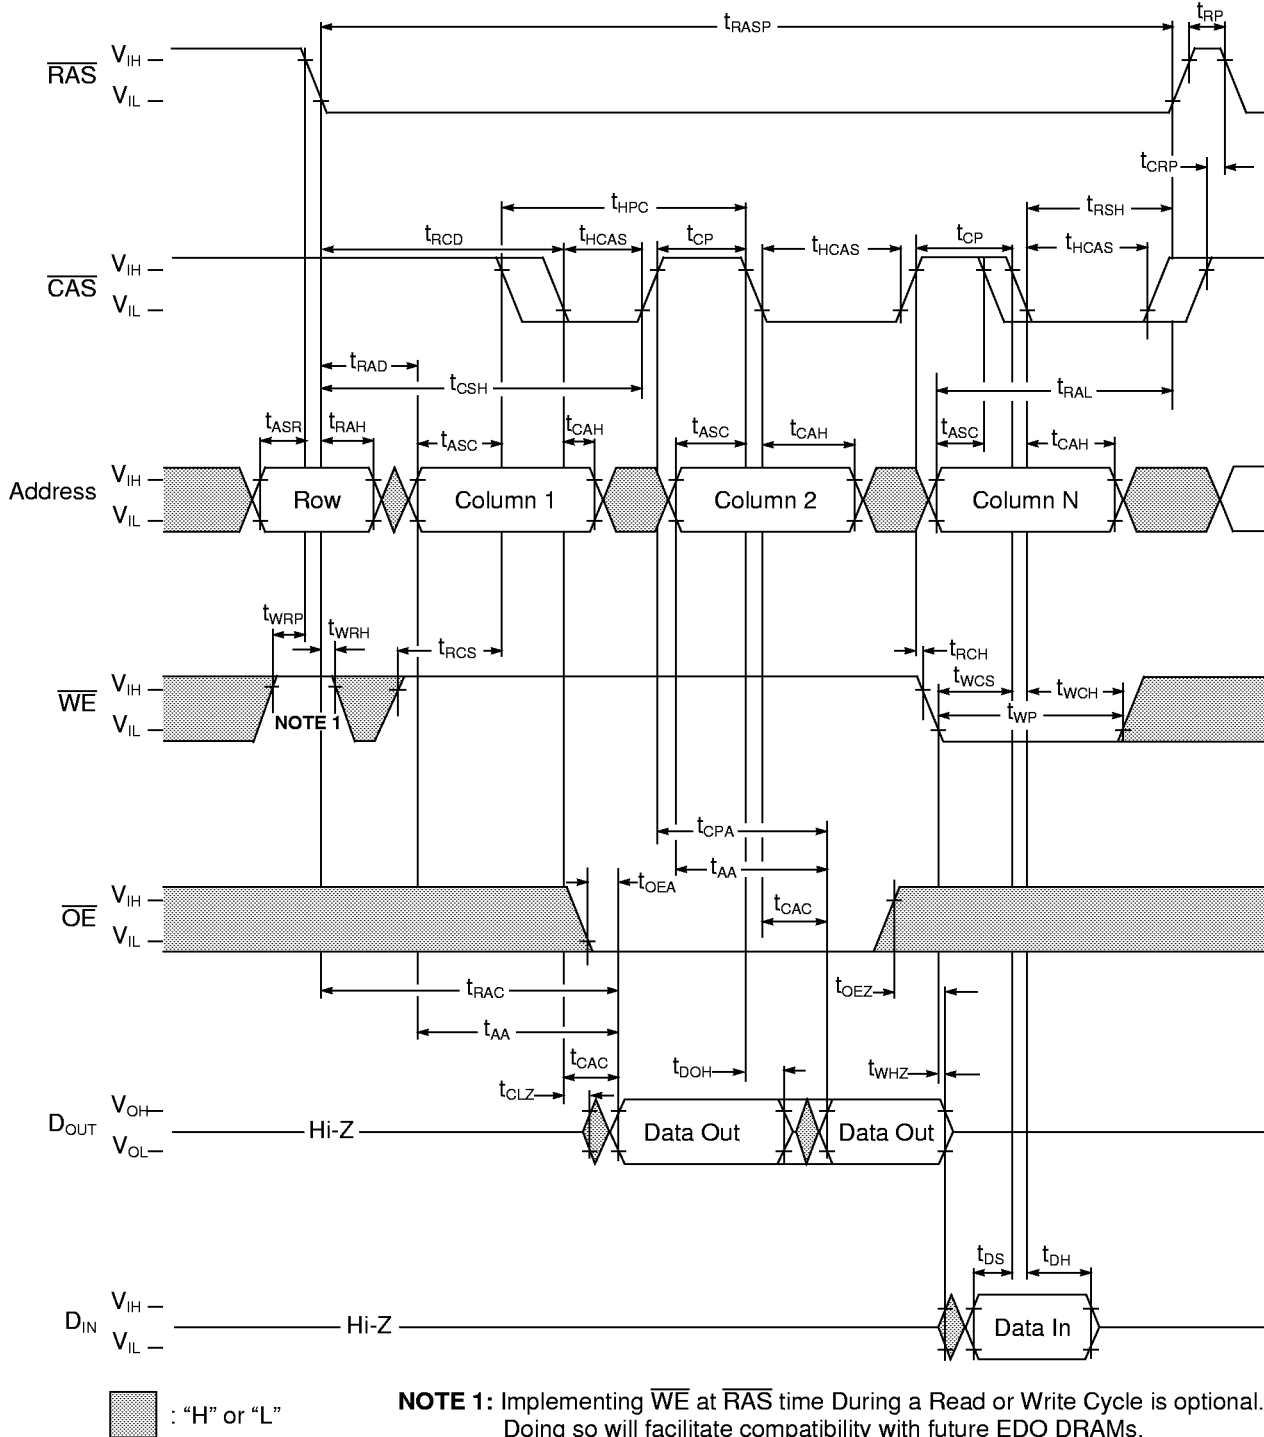 tRASP tRP
RAS VIH
VIL
tCRP
tHPC tRSH
tRCD tHCAS tCP tHCAS tCP tHCAS
CAS VIH
VIL
tRAD
tCSH tRAL
tASR tRAH tASC tCAH tASC tCAH tASC tCAH
Address VIH
VIL
Row Column 1 Column 2 Column N
tWRP tWRH tRCS tRCH
tWCS tWCH
tWP
WE VIH
VIL
NOTE 1
tCPA
tAA
tOEA
tCAC
OE VIH
VIL
tRAC tOEZ
tAA
tCAC tDOH tWHZ
tCLZ
DOUT VOH
VOL
Hi-Z Data Out Data Out
tDS tDH
DIN VIH
VIL
Hi-Z Data In
: “H” or “L”
NOTE 1: Implementing WE at RAS time During a Read or Write Cycle is optional.
Doing so will facilitate compatibility with future EDO DRAMs.